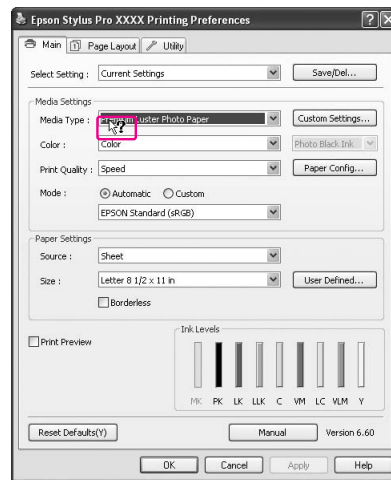 Epson Stylus Pro XXXX Printing Preferences
Main Page Layout Utility
Select Setting : Current Settings Save/Del...
Media Settings
Media Type : Premium Luster Photo Paper Custom Settings...
Color : Color Photo Black Ink
Print Quality : Speed Paper Config...
Mode : Automatic Custom
EPSON Standard (sRGB)
Paper Settings
Source : Sheet
Size : Letter 8 1/2 x 11 in User Defined...
Borderless
Print Preview
Ink Levels
MK PK LK LLK C VM LC VLM Y
Reset Defaults(Y) Manual Version 6.60
OK Cancel Apply Help